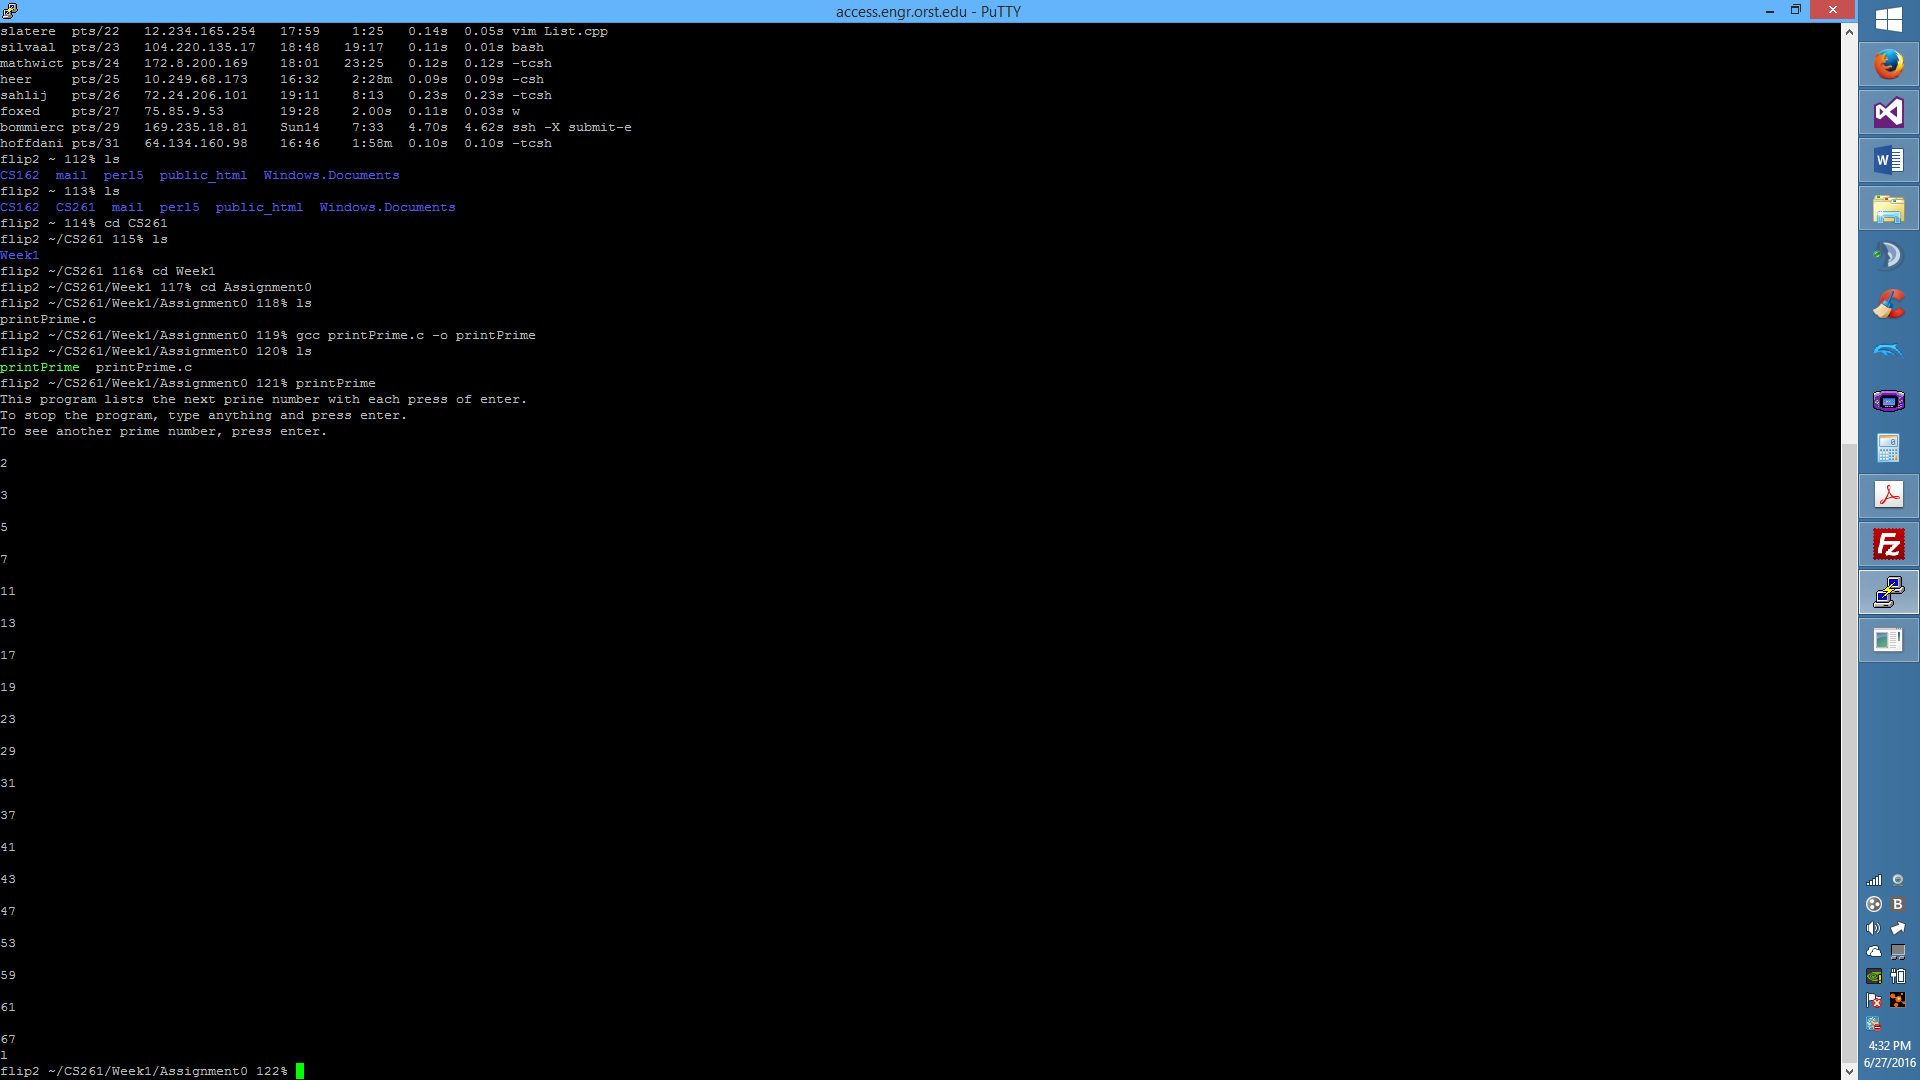 access.engr.orst.edu - PuTTY
slatere  pts/22   12.234.165.254   17:59    1:25   0.14s  0.05s vim List.cpp
silvaal  pts/23   104.220.135.17   18:48   19:17   0.11s  0.01s bash
mathwict pts/24   172.8.200.169    18:01   23:25   0.12s  0.12s -tcsh
heer     pts/25   10.249.68.173    16:32    2:28m  0.09s  0.09s -csh
sahlij   pts/26   72.24.206.101    19:11    8:13   0.23s  0.23s -tcsh
foxed    pts/27   75.85.9.53       19:28    2.00s  0.11s  0.03s w
bommierc pts/29   169.235.18.81    Sun14    7:33   4.70s  4.62s ssh -X submit-e
hoffdani pts/31   64.134.160.98    16:46    1:58m  0.10s  0.10s -tcsh
flip2 ~ 112% ls
CS162  mail  perl5  public_html  Windows.Documents
flip2 ~ 113% ls
CS162  CS261  mail  perl5  public_html  Windows.Documents
flip2 ~ 114% cd CS261
flip2 ~/CS261 115% ls
Week1
flip2 ~/CS261 116% cd Week1
flip2 ~/CS261/Week1 117% cd Assignment0
flip2 ~/CS261/Week1/Assignment0 118% ls
printPrime.c
flip2 ~/CS261/Week1/Assignment0 119% gcc printPrime.c -o printPrime
flip2 ~/CS261/Week1/Assignment0 120% ls
printPrime  printPrime.c
flip2 ~/CS261/Week1/Assignment0 121% printPrime
This program lists the next prine number with each press of enter.
To stop the program, type anything and press enter.
To see another prime number, press enter.
2
3
5
7
11
13
17
19
23
29
31
37
41
43
47
53
59
61
67
l
flip2 ~/CS261/Week1/Assignment0 122%
4:32 PM
6/27/2016